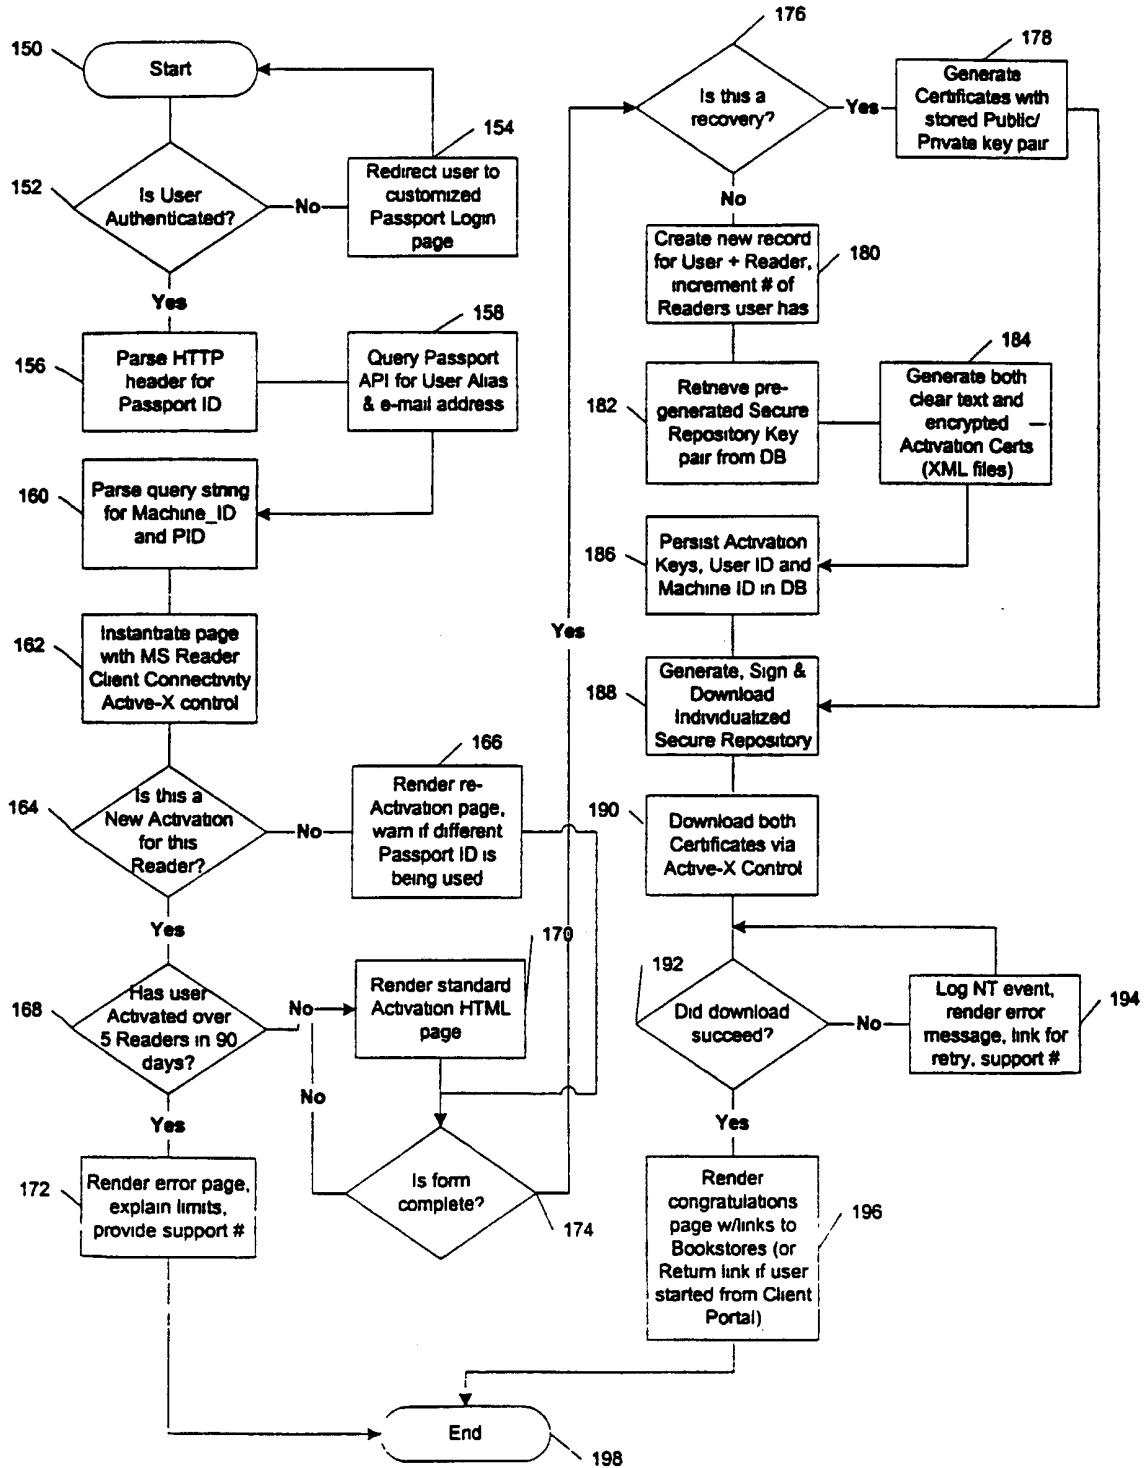 150
Start
152
Is User
Authenticated?
No
154
Redirect user to
customized
Passport Login
page
Yes
156
Parse HTTP
header for
Passport ID
158
Query Passport
API for User Alias
& e-mail address
160
Parse query string
for Machine_ID
and PID
162
Instantiate page
with MS Reader
Client Connectivity
Active-X control
164
Is this a
New Activation
for this
Reader?
No
166
Render re-
Activation page,
warn if different
Passport ID is
being used
Yes
168
Has user
Activated over
5 Readers in 90
days?
No
170
Render standard
Activation HTML
page
No
Yes
172
Render error page,
explain limits,
provide support #
Is form
complete?
174
Yes
176
Is this a
recovery?
Yes
178
Generate
Certificates with
stored Public/
Private key pair
No
Create new record
for User + Reader,
increment # of
Readers user has
180
182
Retrieve pre-
generated Secure
Repository Key
pair from DB
184
Generate both
clear text and
encrypted
Activation Certs
(XML files)
186
Persist Activation
Keys, User ID and
Machine ID in DB
188
Generate, Sign &
Download
Individualized
Secure Repository
190
Download both
Certificates via
Active-X Control
192
Did download
succeed?
No
Log NT event,
render error
message, link for
retry, support #
194
Yes
Render
congratulations
page w/links to
Bookstores (or
Return link if user
started from Client
Portal)
196
End
198